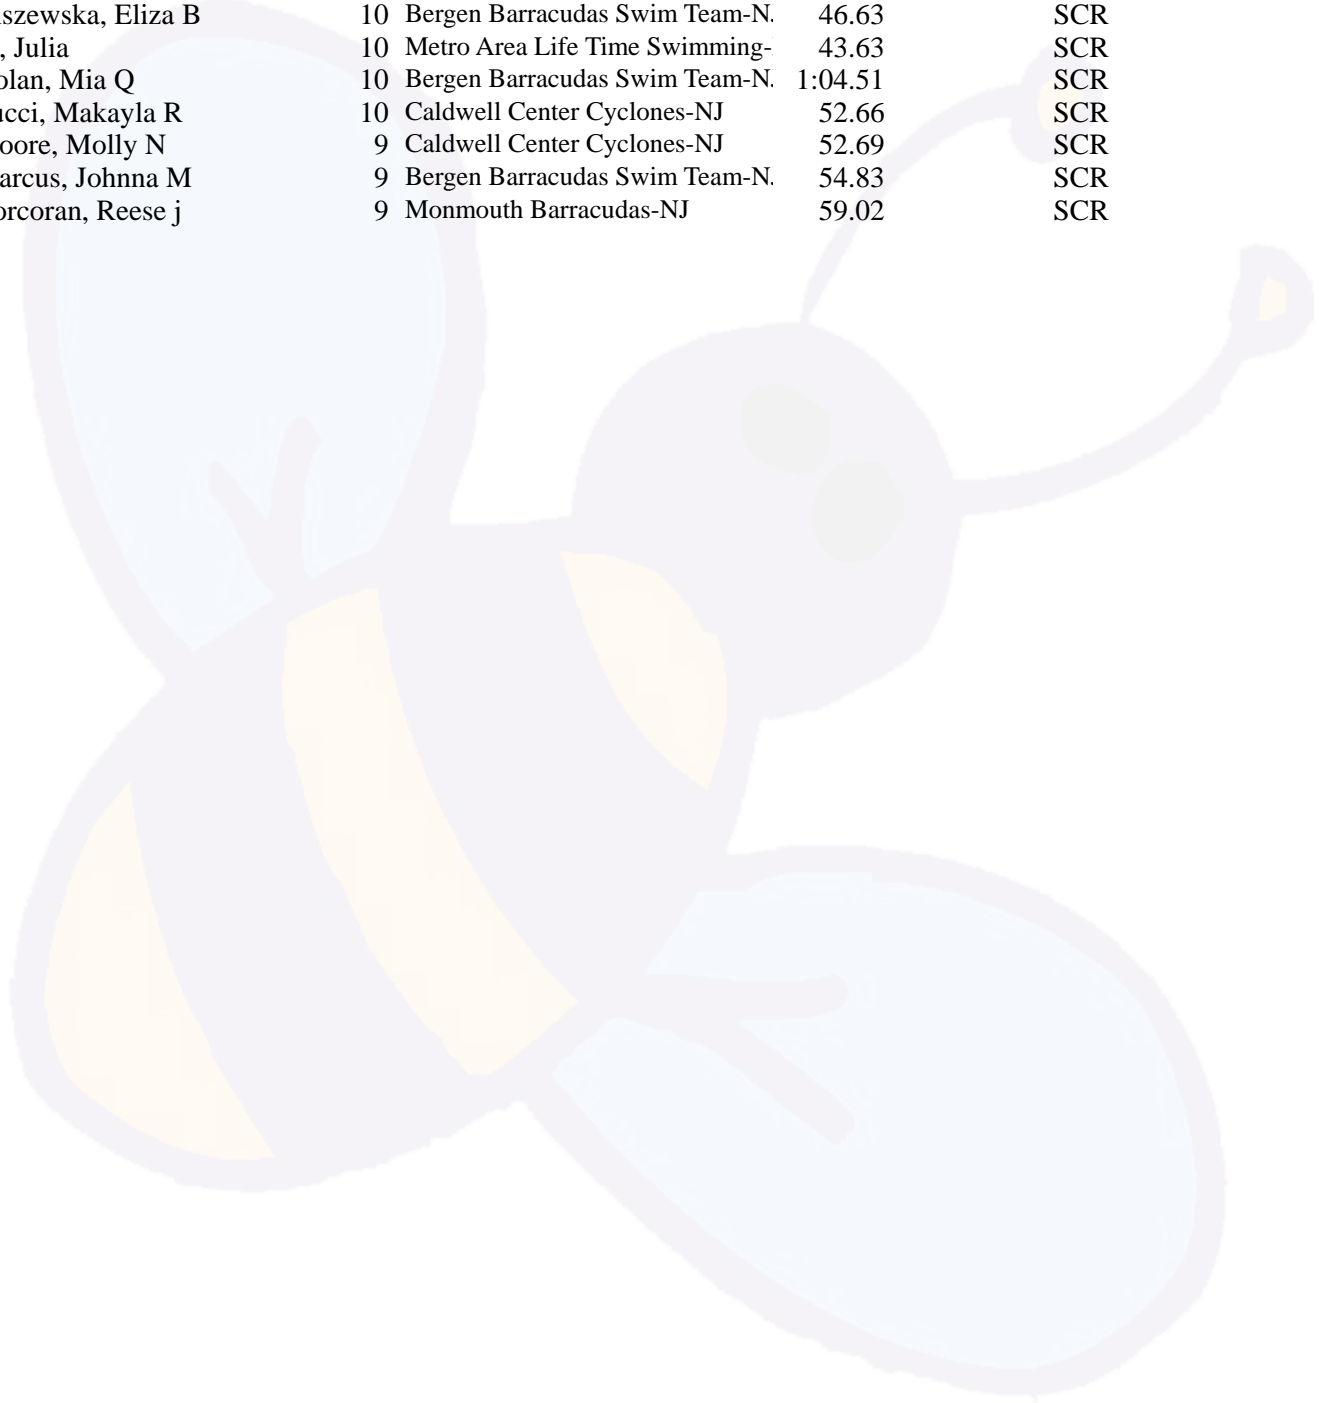 szewska, Eliza B 10 Bergen Barracudas Swim Team-N. 46.63 SCR
, Julia 10 Metro Area Life Time Swimming- 43.63 SCR
olan, Mia Q 10 Bergen Barracudas Swim Team-N. 1:04.51 SCR
ucci, Makayla R 10 Caldwell Center Cyclones-NJ 52.66 SCR
oore, Molly N 9 Caldwell Center Cyclones-NJ 52.69 SCR
arcus, Johnna M 9 Bergen Barracudas Swim Team-N. 54.83 SCR
orcoran, Reese j 9 Monmouth Barracudas-NJ 59.02 SCR